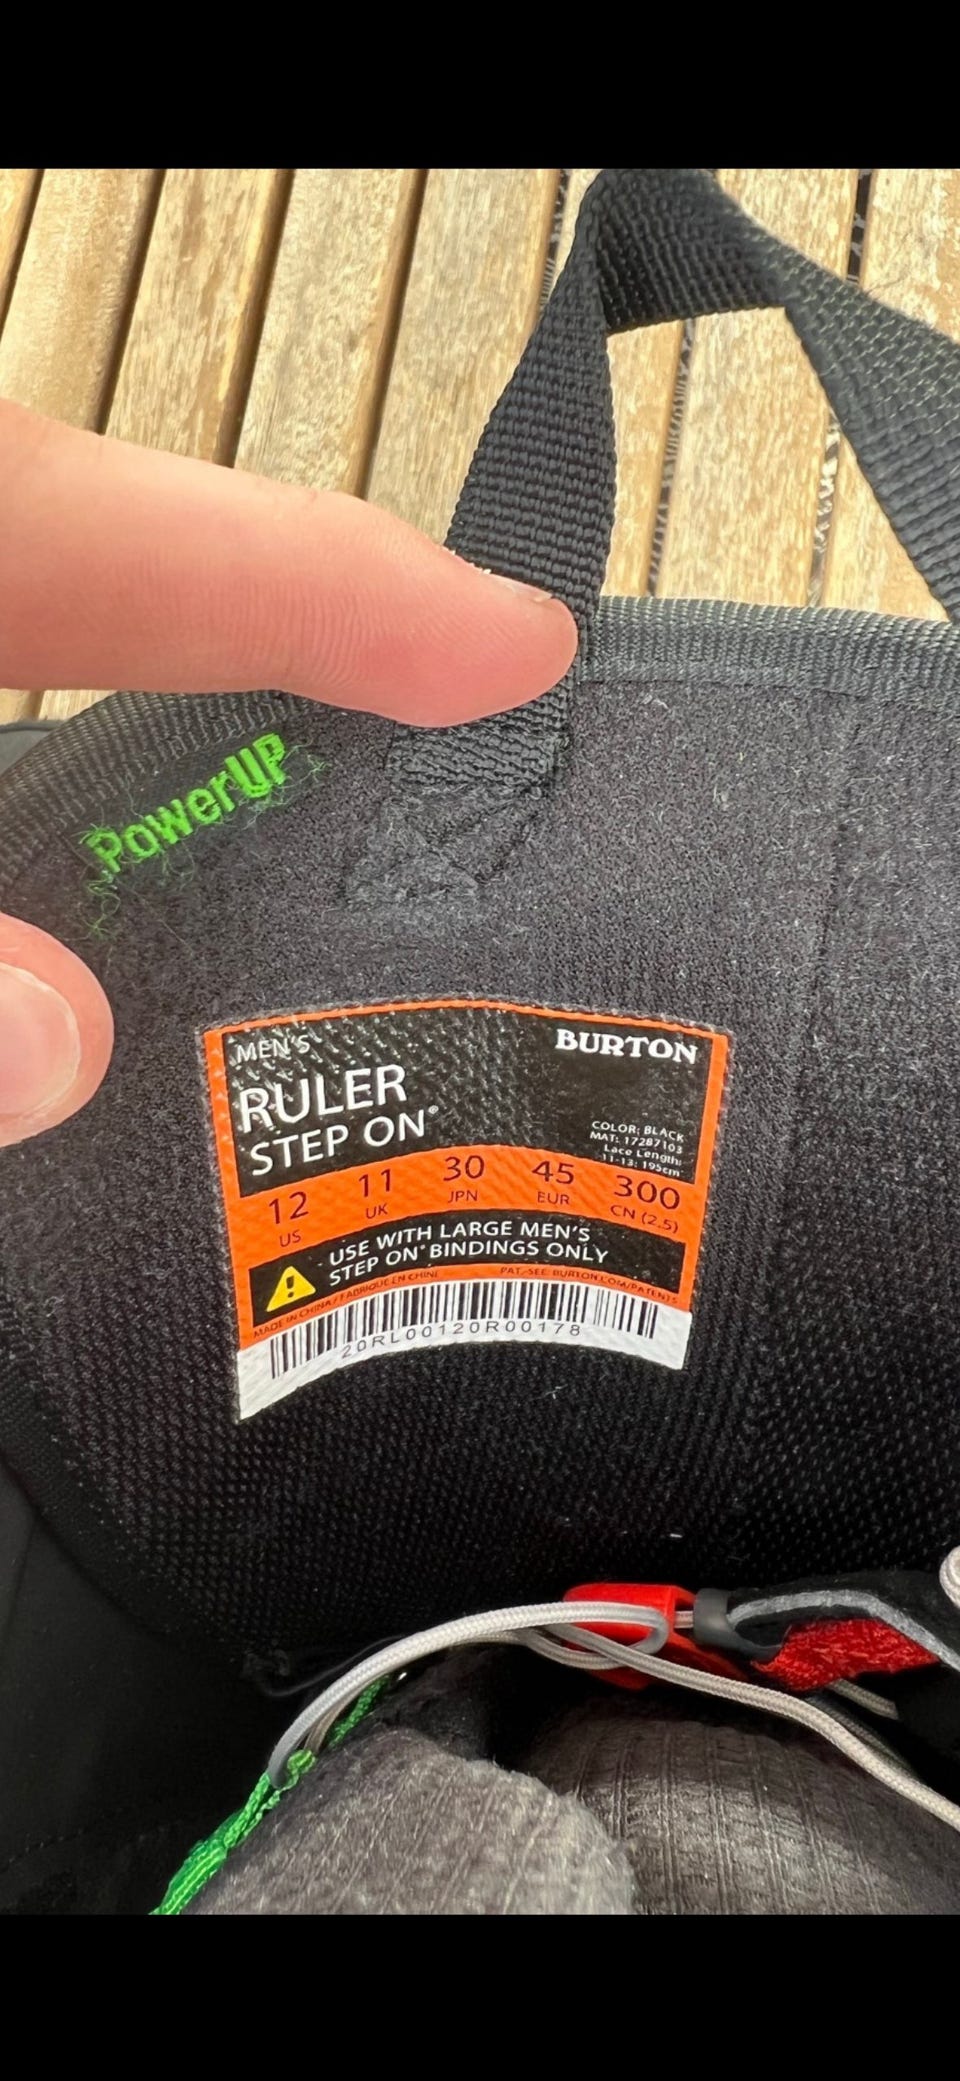 PowerUP
MEN'S
BURTON
RULER
STEP ON®
COLOR: BLACK
MAT: 17287103
Lace Length:
11-13: 195cm
12 11 30 45 300
US UK JPN EUR CN (2.5)
USE WITH LARGE MEN'S
STEP ON® BINDINGS ONLY
MADE IN CHINA / FABRIQUE EN CHINE
PAT.-SEE BURTON.COM/PATENTS
20RL00120R00178